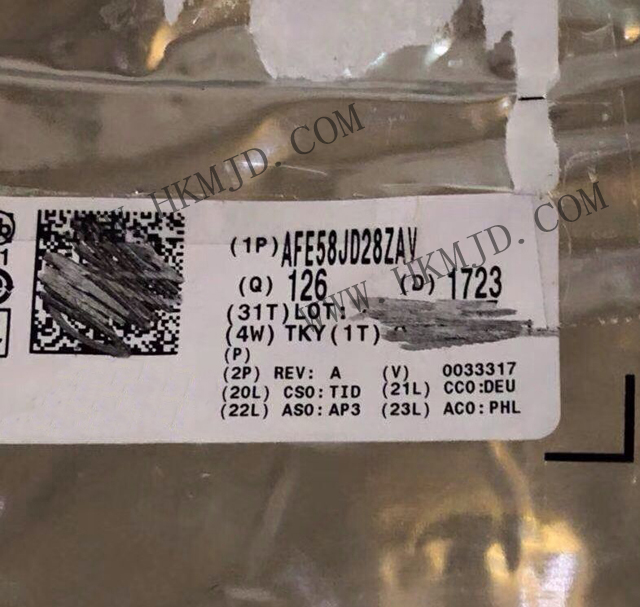 WWW.HKMJD.COM
(1P) AFE58JD28ZAV
(Q) 126 (D) 1723
(31T) LOT:
(4W) TKY (1T)
(P)
(2P) REV: A (V) 0033317
(20L) CSO: TID (21L) CCO:DEU
(22L) ASO: AP3 (23L) ACO: PHL
WWW.HKMJD.COM